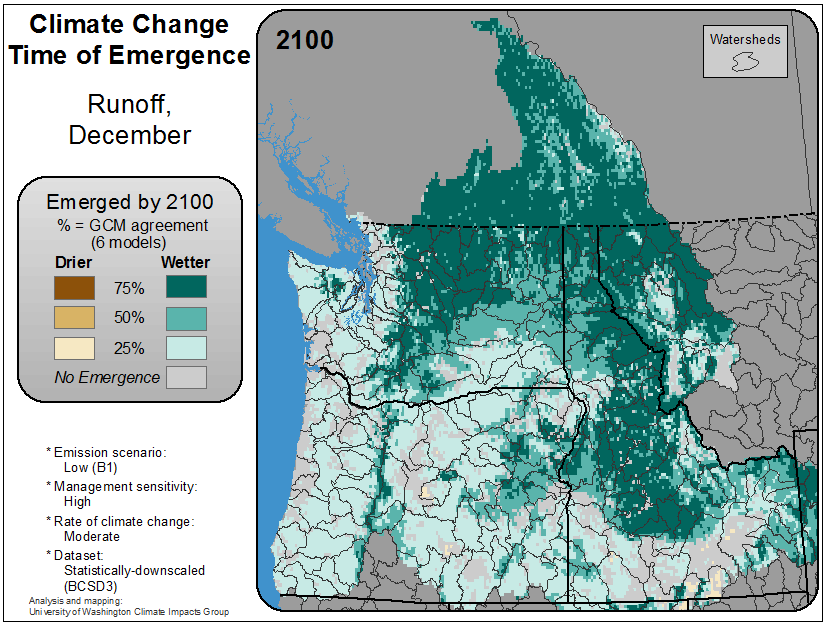 Climate Change
Time of Emergence
Runoff,
December
Emerged by 2100
% = GCM agreement
(6 models)
Drier Wetter
75%
50%
25%
No Emergence
* Emission scenario:
Low (B1)
* Management sensitivity:
High
* Rate of climate change:
Moderate
* Dataset:
Statistically-downscaled
(BCSD3)
Analysis and mapping:
University of Washington Climate Impacts Group
2100
Watersheds